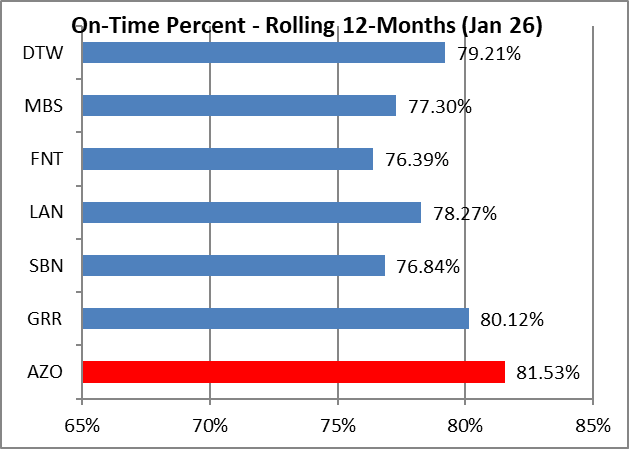 On-Time Percent - Rolling 12-Months (Jan 26)
DTW 79.21%
MBS 77.30%
FNT 76.39%
LAN 78.27%
SBN 76.84%
GRR 80.12%
AZO 81.53%
65% 70% 75% 80% 85%